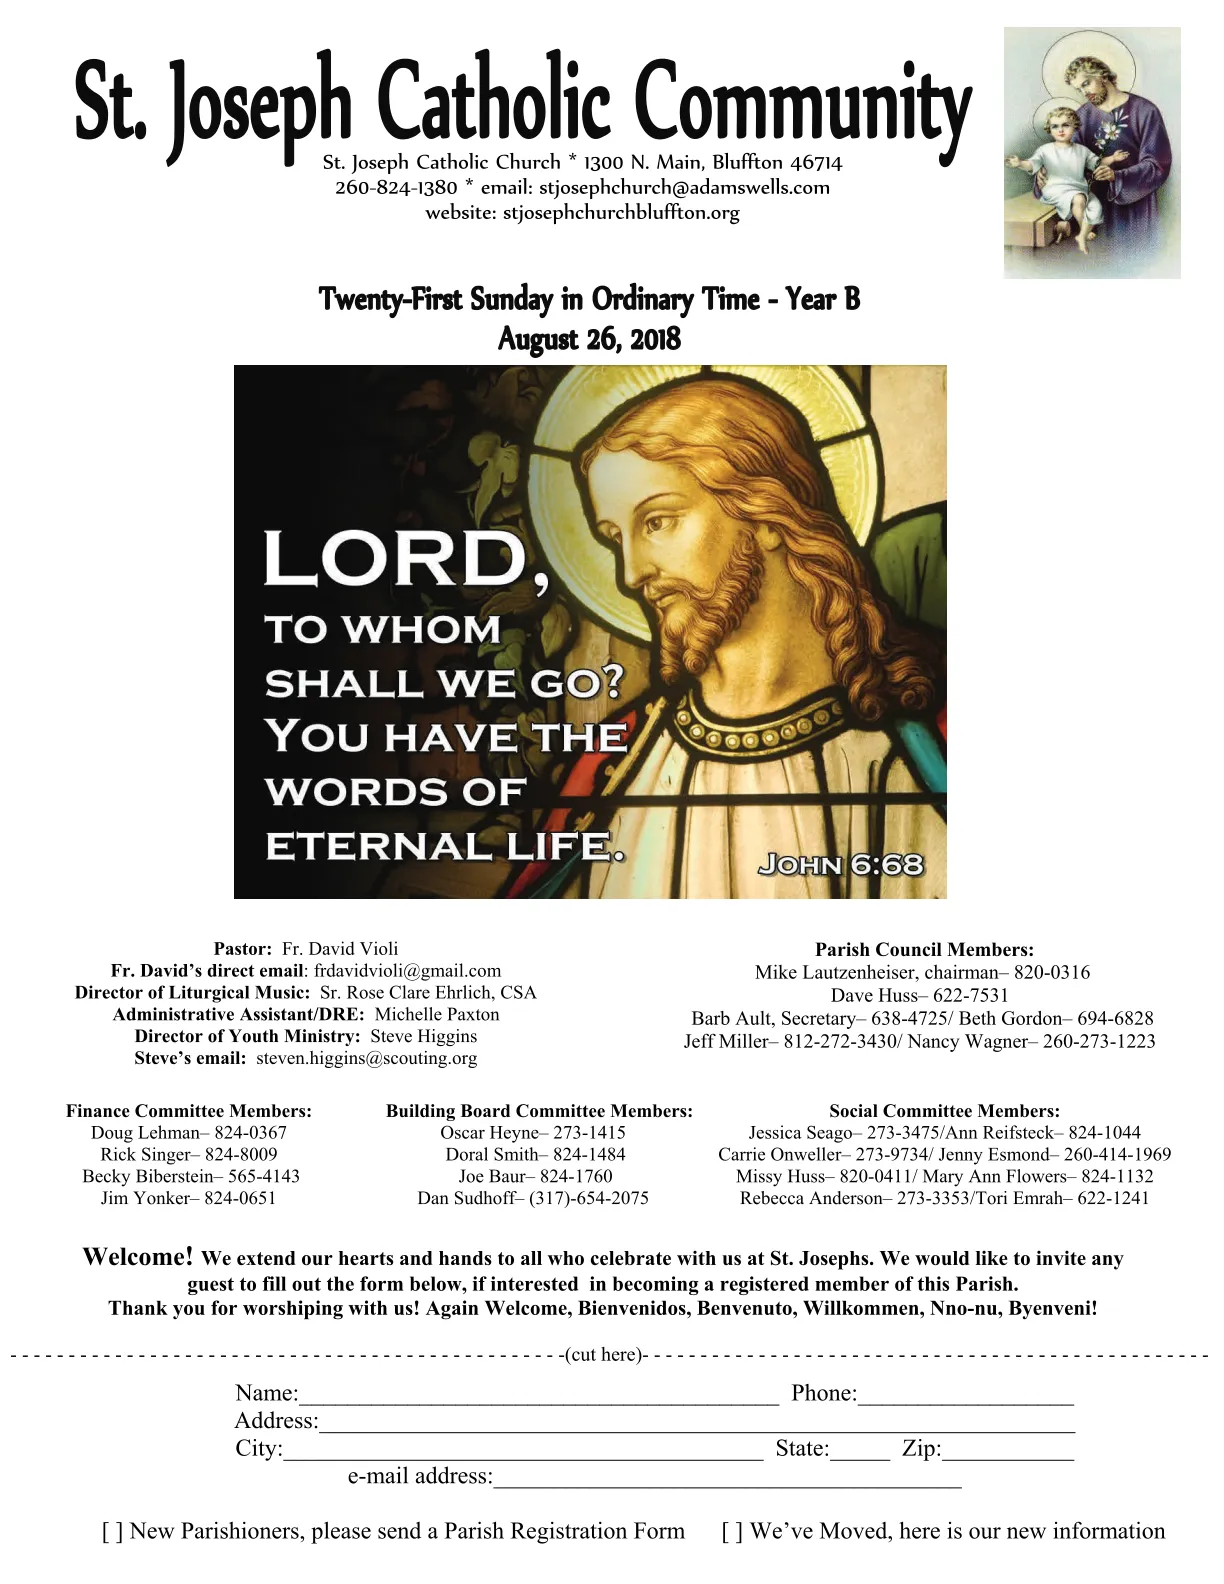 St. Joseph Catholic Community
St. Joseph Catholic Church * 1300 N. Main, Bluffton 46714
260-824-1380 * email: stjosephchurch@adamswells.com
website: stjosephchurchbluffton.org
Twenty-First Sunday in Ordinary Time - Year B
August 26, 2018
LORD,
TO WHOM
SHALL WE GO?
YOU HAVE THE
WORDS OF
ETERNAL LIFE.
JOHN 6:68
Pastor: Fr. David Violi
Fr. David’s direct email: frdavidvioli@gmail.com
Director of Liturgical Music: Sr. Rose Clare Ehrlich, CSA
Administrative Assistant/DRE: Michelle Paxton
Director of Youth Ministry: Steve Higgins
Steve’s email: steven.higgins@scouting.org
Parish Council Members:
Mike Lautzenheiser, chairman– 820-0316
Dave Huss– 622-7531
Barb Ault, Secretary– 638-4725/ Beth Gordon– 694-6828
Jeff Miller– 812-272-3430/ Nancy Wagner– 260-273-1223
Finance Committee Members:
Doug Lehman– 824-0367
Rick Singer– 824-8009
Becky Biberstein– 565-4143
Jim Yonker– 824-0651
Building Board Committee Members:
Oscar Heyne– 273-1415
Doral Smith– 824-1484
Joe Baur– 824-1760
Dan Sudhoff– (317)-654-2075
Social Committee Members:
Jessica Seago– 273-3475/Ann Reifsteck– 824-1044
Carrie Onweller– 273-9734/ Jenny Esmond– 260-414-1969
Missy Huss– 820-0411/ Mary Ann Flowers– 824-1132
Rebecca Anderson– 273-3353/Tori Emrah– 622-1241
Welcome! We extend our hearts and hands to all who celebrate with us at St. Josephs. We would like to invite any
guest to fill out the form below, if interested in becoming a registered member of this Parish.
Thank you for worshiping with us! Again Welcome, Bienvenidos, Benvenuto, Willkommen, Nno-nu, Byenveni!
- - - - - - - - - - - - - - - - - - - - - - - - - - - - - - - - - - - - - - - - - - - - - - - -(cut here)- - - - - - - - - - - - - - - - - - - - - - - - - - - - - - - - - - - - - - - - - - - - - - - - -
Name:________________________________________ Phone:__________________
Address:_______________________________________________________________
City:________________________________________ State:_____ Zip:___________
e-mail address:_______________________________________
[ ] New Parishioners, please send a Parish Registration Form [ ] We’ve Moved, here is our new information